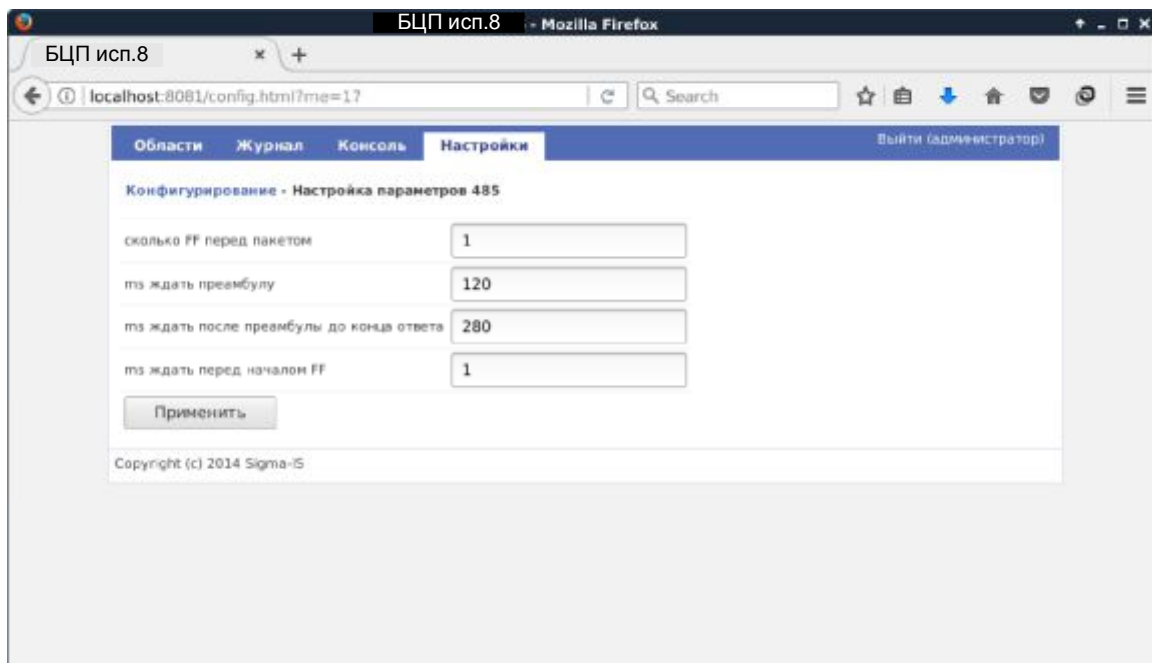 БЦП исп.8 - Mozilla Firefox
БЦП исп.8
localhost:8081/config.html?me=17
Search
Области Журнал Консоль Настройки Выйти (администратор)
Конфигурирование - Настройка параметров 485
сколько FF перед пакетом 1
ms ждать преамбулу 120
ms ждать после преамбулы до конца ответа 280
ms ждать перед началом FF 1
Применить
Copyright (c) 2014 Sigma-IS